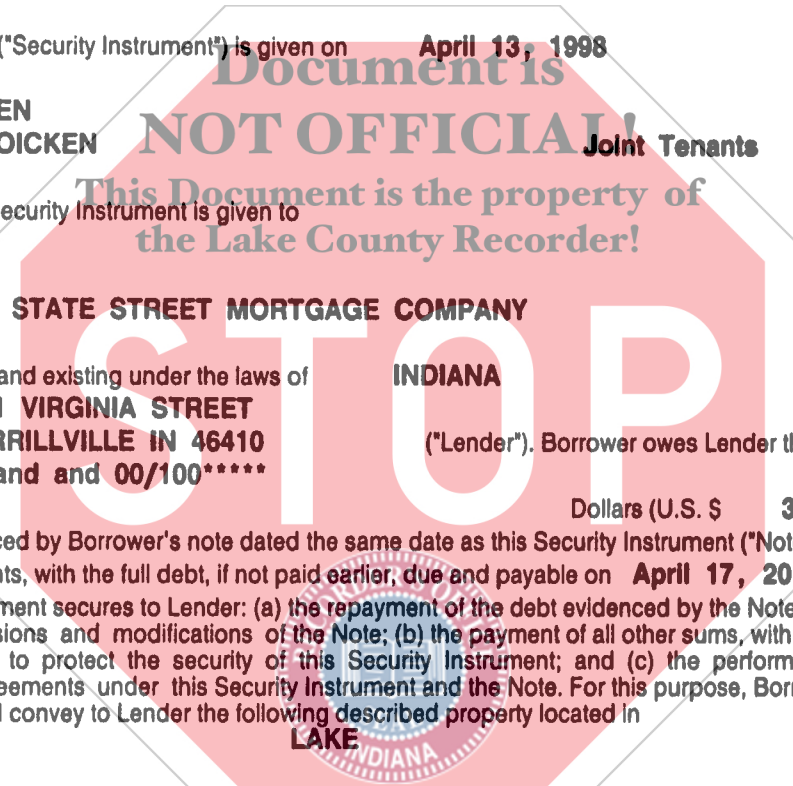 ("Security Instrument") is given on April 13, 1998
Document is
EN
OICKEN
NOT OFFICIAL!
Joint Tenants
This Document is the property of
ecurity Instrument is given to
the Lake County Recorder!
STATE STREET MORTGAGE COMPANY
STOP
and existing under the laws of INDIANA
VIRGINIA STREET
RRILLVILLE IN 46410
("Lender"). Borrower owes Lender th
and and 00/100*****
Dollars (U.S. $ 3
ced by Borrower's note dated the same date as this Security Instrument ("Not
nts, with the full debt, if not paid earlier, due and payable on April 17, 20
ment secures to Lender: (a) the repayment of the debt evidenced by the Note
sions and modifications of the Note; (b) the payment of all other sums, with
to protect the security of this Security Instrument; and (c) the perform
eements under this Security Instrument and the Note. For this purpose, Borr
convey to Lender the following described property located in
LAKE
INDIANA